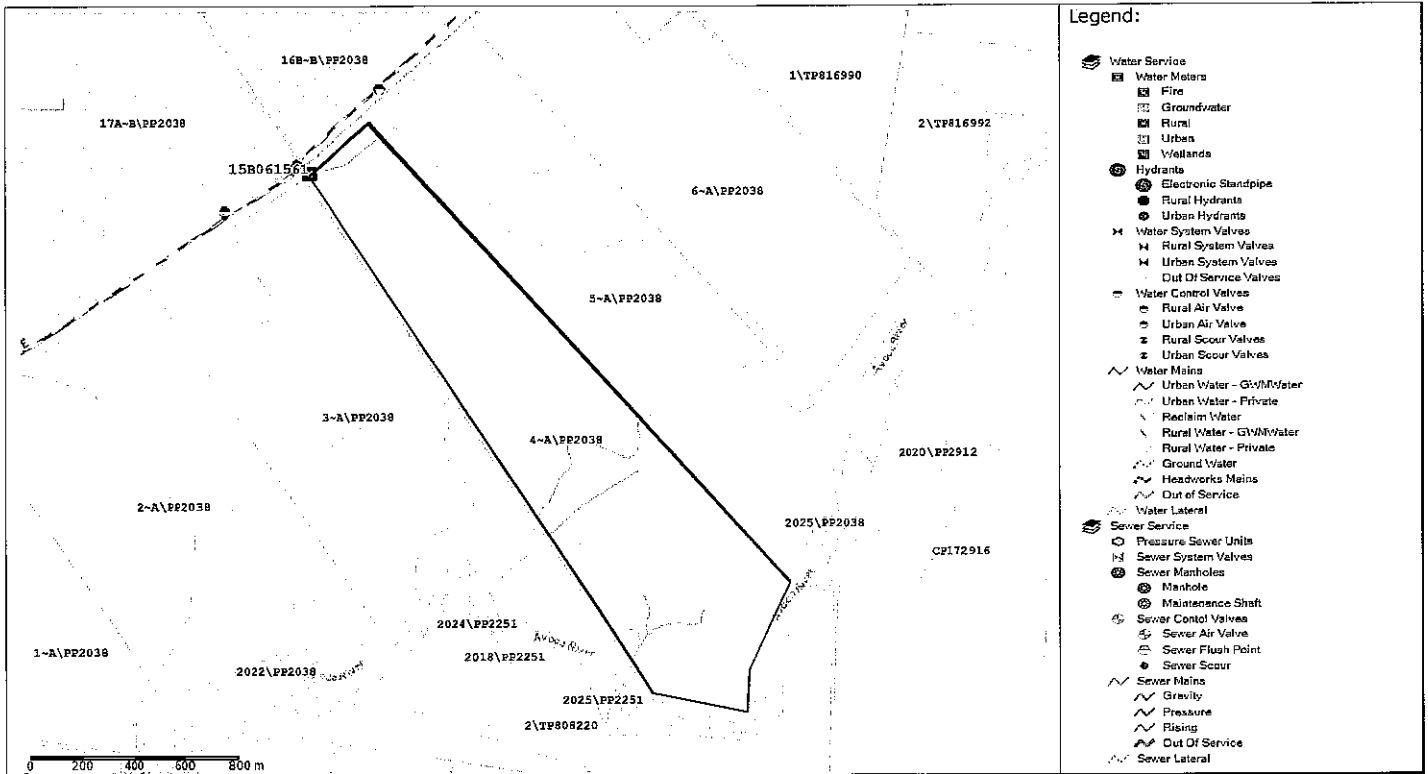 16B~B\PP2038
1\TP816990
17A~B\PP2038
2\TP816992
15B061561
6~A\PP2038
5~A\PP2038
Avoca River
3~A\PP2038
4~A\PP2038
2020\PP2912
2~A\PP2038
2025\PP2038
CP172916
Avoca River
2024\PP2251
Avoca River
1~A\PP2038
2018\PP2251
2022\PP2038
2025\PP2251
2\TP806220
0 200 400 600 800 m
Legend:
Water Service
Water Meters
Fire
Groundwater
Rural
Urban
Wetlands
Hydrants
Electronic Standpipe
Rural Hydrants
Urban Hydrants
Water System Valves
Rural System Valves
Urban System Valves
Out Of Service Valves
Water Control Valves
Rural Air Valve
Urban Air Valve
Rural Scour Valves
Urban Scour Valves
Water Mains
Urban Water - GWMWater
Urban Water - Private
Reclaim Water
Rural Water - GWMWater
Rural Water - Private
Ground Water
Headworks Mains
Out of Service
Water Lateral
Sewer Service
Pressure Sewer Units
Sewer System Valves
Sewer Manholes
Manhole
Maintenance Shaft
Sewer Contol Valves
Sewer Air Valve
Sewer Flush Point
Sewer Scour
Sewer Mains
Gravity
Pressure
Rising
Out Of Service
Sewer Lateral